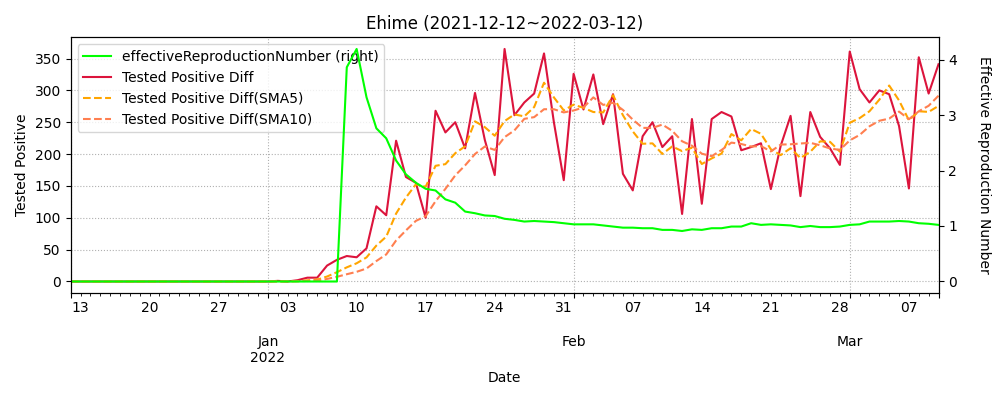 Ehime (2021-12-12~2022-03-12)
effectiveReproductionNumber (right)
Tested Positive Diff
Tested Positive Diff(SMA5)
Tested Positive Diff(SMA10)
Tested Positive
350
300
250
200
150
100
50
0
4
3
2
1
0
Effective Reproduction Number
13 20 27 03 10 17 24 31 07 14 21 28 07
Jan Feb Mar
2022
Date